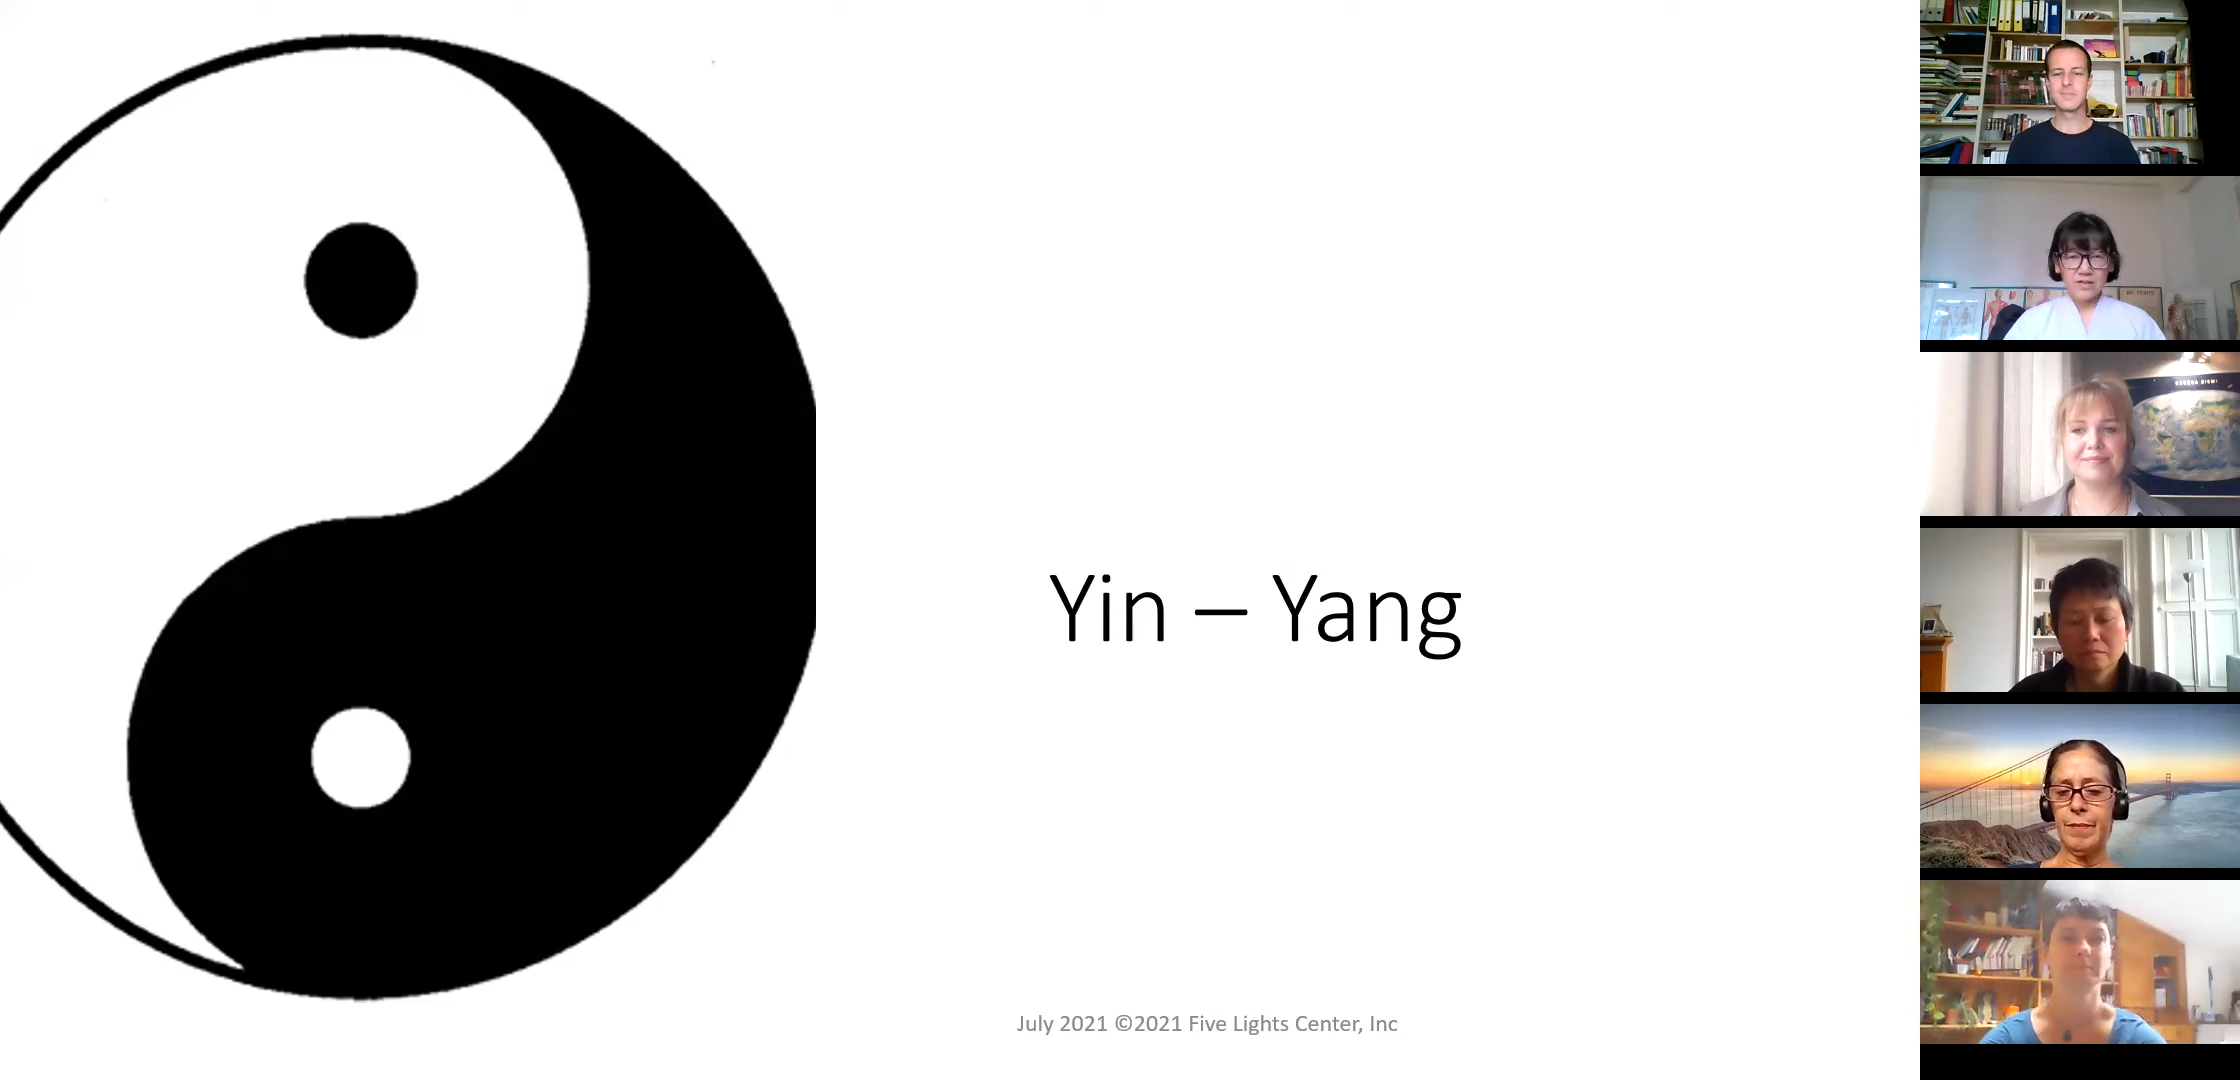 Yin – Yang
July 2021 ©2021 Five Lights Center, Inc